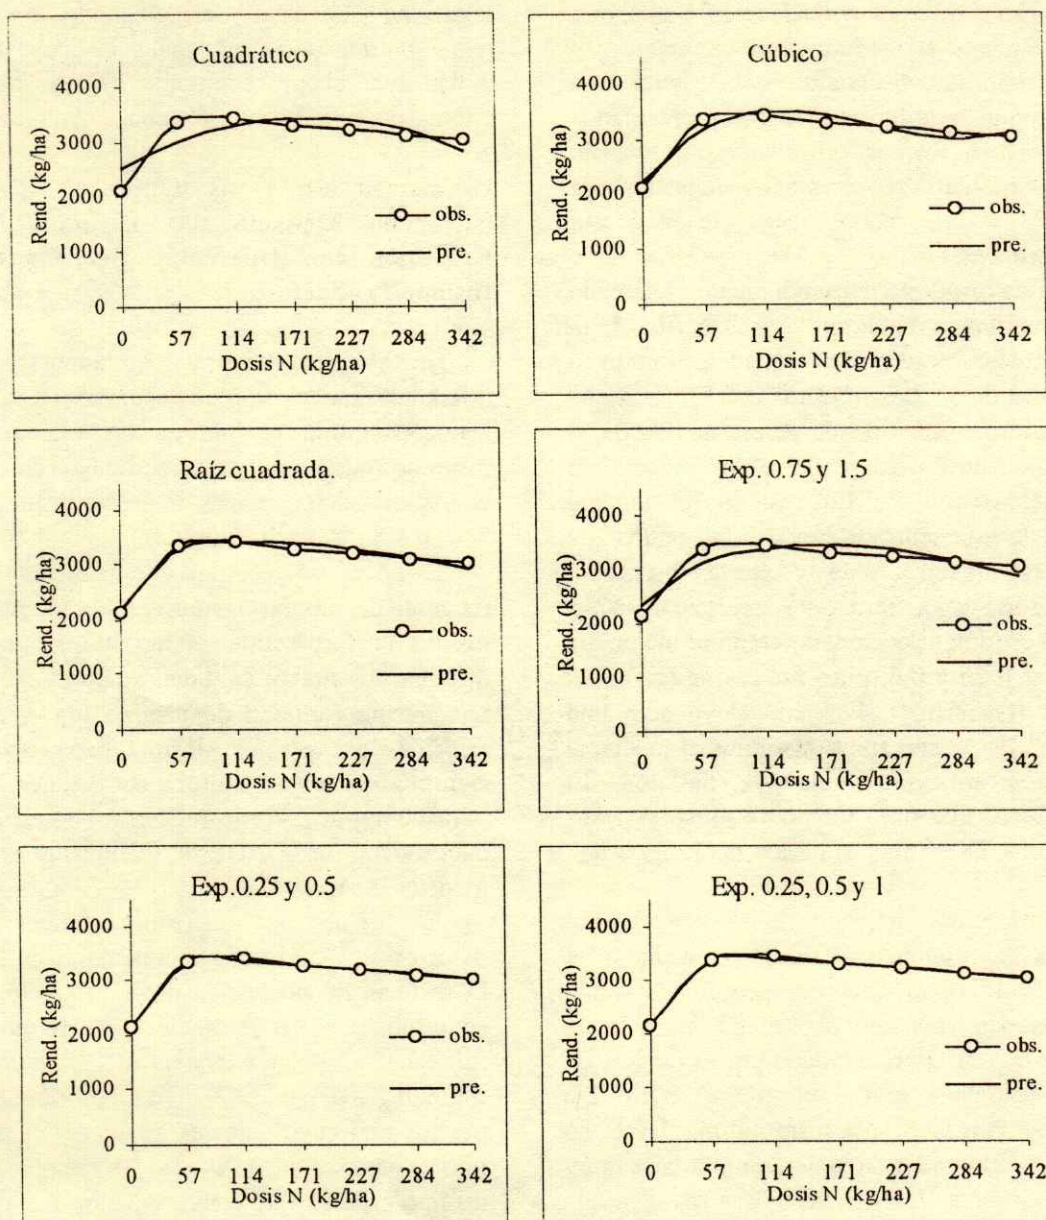 Cuadrático
4000
3000
2000
1000
0
Rend. (kg/ha)
obs.
pre.
0 57 114 171 227 284 342
Dosis N (kg/ha)
Cúbico
4000
3000
2000
1000
0
Rend. (kg/ha)
obs.
pre.
0 57 114 171 227 284 342
Dosis N (kg/ha)
Raíz cuadrada.
4000
3000
2000
1000
0
Rend. (kg/ha)
obs.
pre.
0 57 114 171 227 284 342
Dosis N (kg/ha)
Exp. 0.75 y 1.5
4000
3000
2000
1000
0
Rend. (kg/ha)
obs.
pre.
0 57 114 171 227 284 342
Dosis N (kg/ha)
Exp.0.25 y 0.5
4000
3000
2000
1000
0
Rend. (kg/ha)
obs.
pre.
0 57 114 171 227 284 342
Dosis N (kg/ha)
Exp. 0.25, 0.5 y 1
4000
3000
2000
1000
0
Rend. (kg/ha)
obs.
pre.
0 57 114 171 227 284 342
Dosis N (kg/ha)